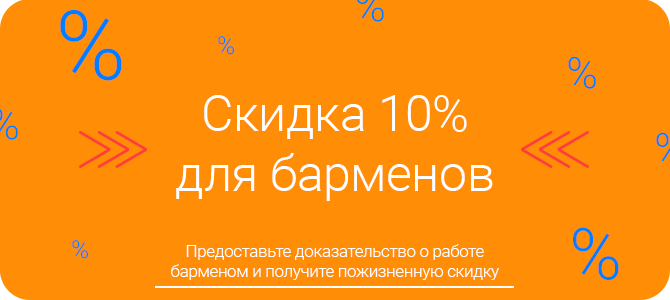 %
%
%
%
Скидка 10%
%
%
для барменов
%
%
Предоставьте доказательство о работе
барменом и получите пожизненную скидку